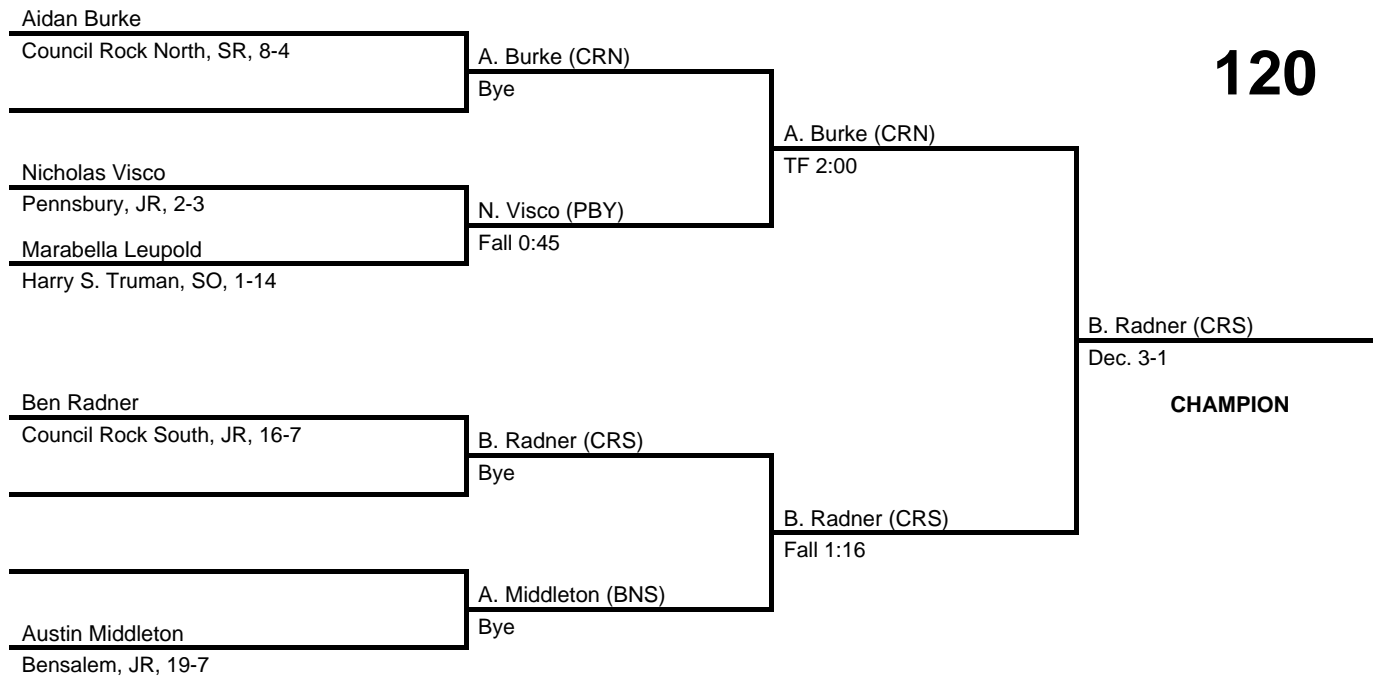 Aidan Burke
Council Rock North, SR, 8-4
A. Burke (CRN)
Bye
120
A. Burke (CRN)
TF 2:00
Nicholas Visco
Pennsbury, JR, 2-3
N. Visco (PBY)
Fall 0:45
Marabella Leupold
Harry S. Truman, SO, 1-14
B. Radner (CRS)
Dec. 3-1
CHAMPION
Ben Radner
Council Rock South, JR, 16-7
B. Radner (CRS)
Bye
B. Radner (CRS)
Fall 1:16
A. Middleton (BNS)
Bye
Austin Middleton
Bensalem, JR, 19-7